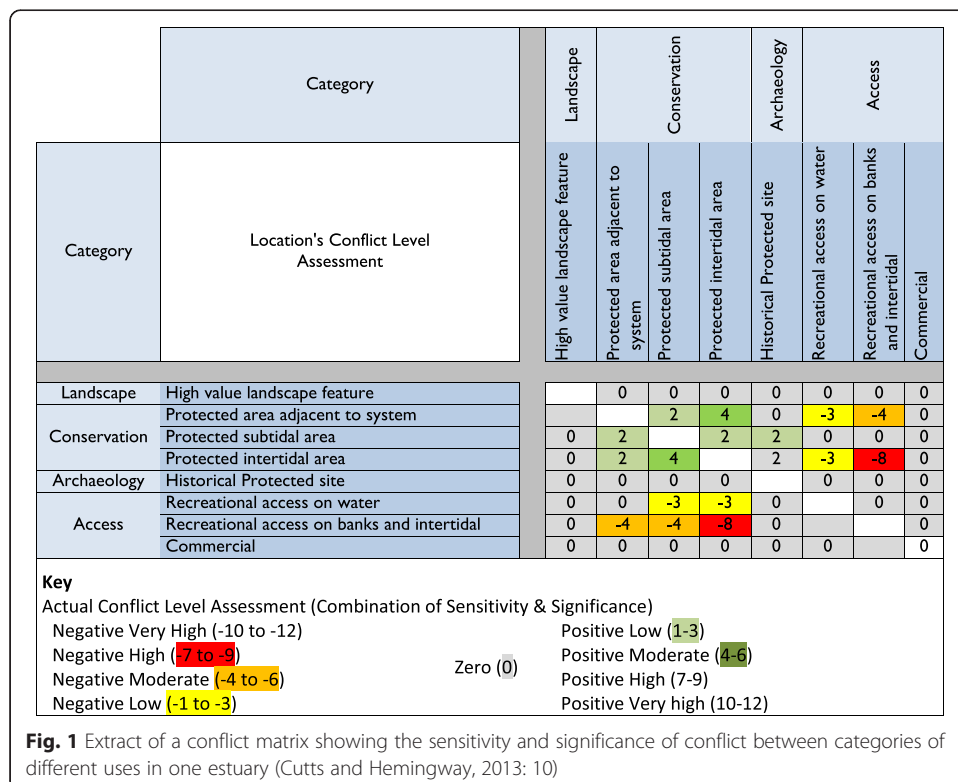 Category
Landscape
Conservation
Archaeology
Access
Category
Location's Conflict Level
Assessment
High value landscape feature
Protected area adjacent to
system
Protected subtidal area
Protected intertidal area
Historical Protected site
Recreational access on water
Recreational access on banks
and intertidal
Commercial
Landscape High value landscape feature 0 0 0 0 0 0 0
Conservation
Protected area adjacent to system 2 4 0 -3 -4 0
Protected subtidal area 0 2 2 2 0 0 0
Protected intertidal area 0 2 4 2 -3 -8 0
Archaeology Historical Protected site 0 0 0 0 0 0 0
Access
Recreational access on water 0 0 -3 -3 0 0 0
Recreational access on banks and intertidal 0 -4 -4 -8 0 0
Commercial 0 0 0 0 0 0 0
Key
Actual Conflict Level Assessment (Combination of Sensitivity & Significance)
Negative Very High (-10 to -12)
Negative High (-7 to -9)
Negative Moderate (-4 to -6)
Negative Low (-1 to -3)
Zero (0)
Positive Low (1-3)
Positive Moderate (4-6)
Positive High (7-9)
Positive Very high (10-12)
Fig. 1 Extract of a conflict matrix showing the sensitivity and significance of conflict between categories of
different uses in one estuary (Cutts and Hemingway, 2013: 10)